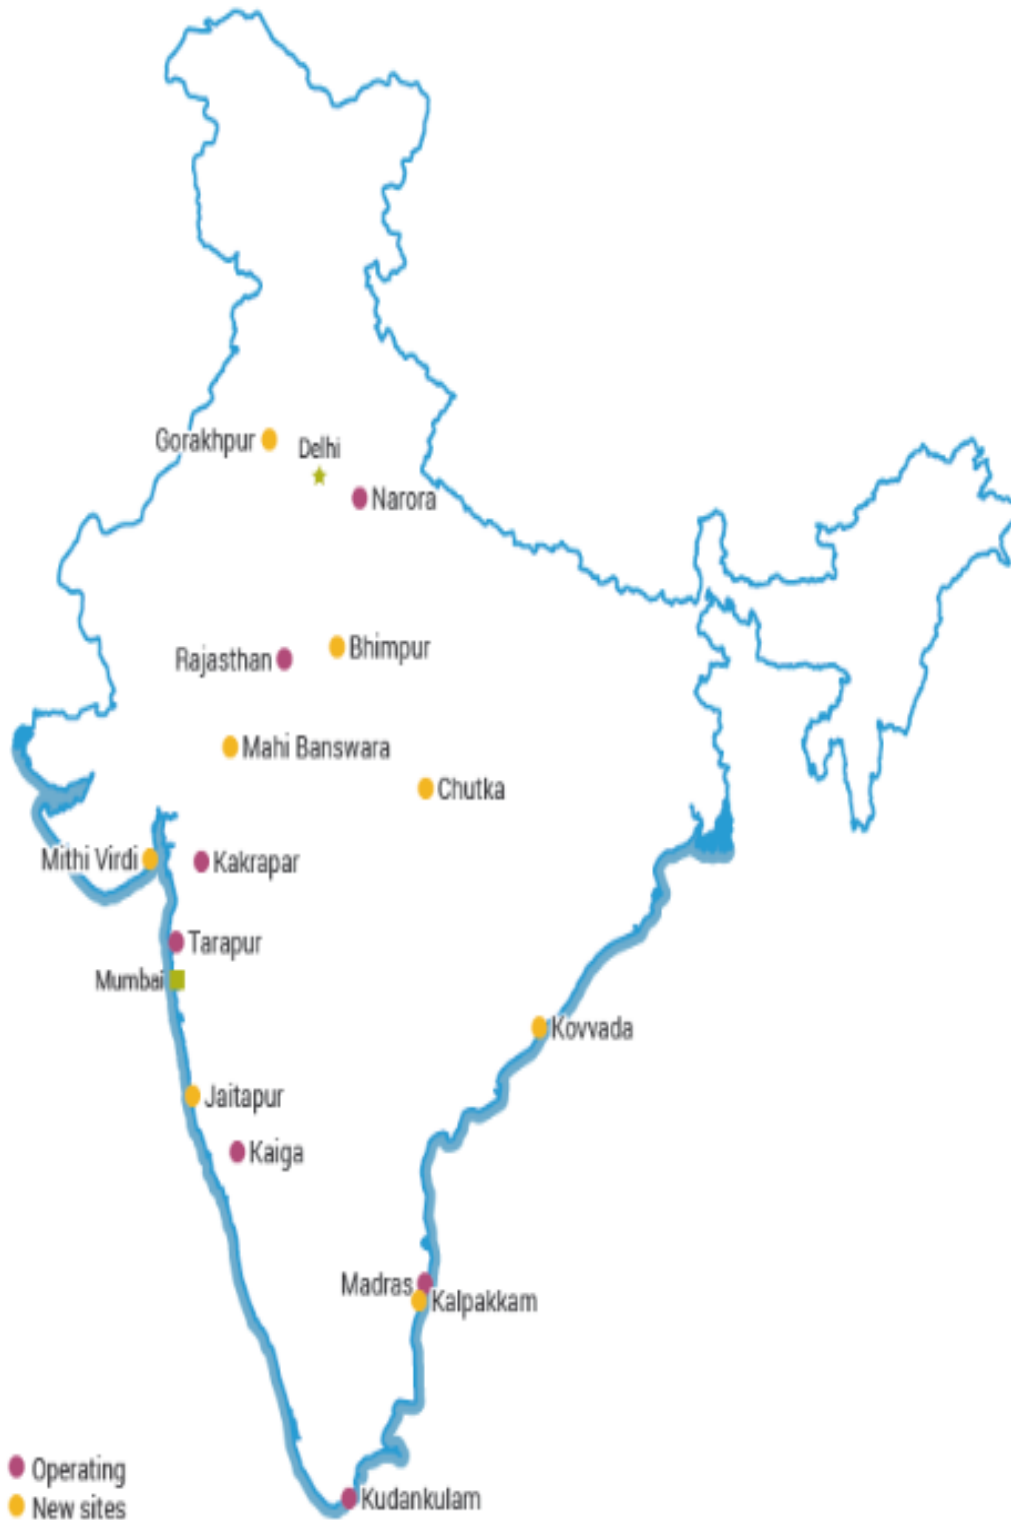 Gorakhpur
Delhi
Narora
Bhimpur
Rajasthan
Mahi Banswara
Chutka
Mithi Virdi
Kakrapar
Tarapur
Mumbai
Kovvada
Jaitapur
Kaiga
Madras
Kalpakkam
Operating
Kudankulam
New sites